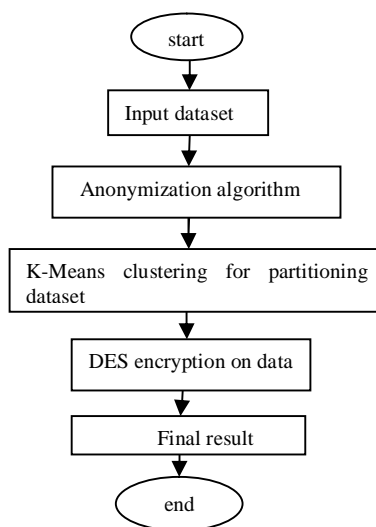 start
Input dataset
Anonymization algorithm
K-Means clustering for partitioning
dataset
DES encryption on data
Final result
end